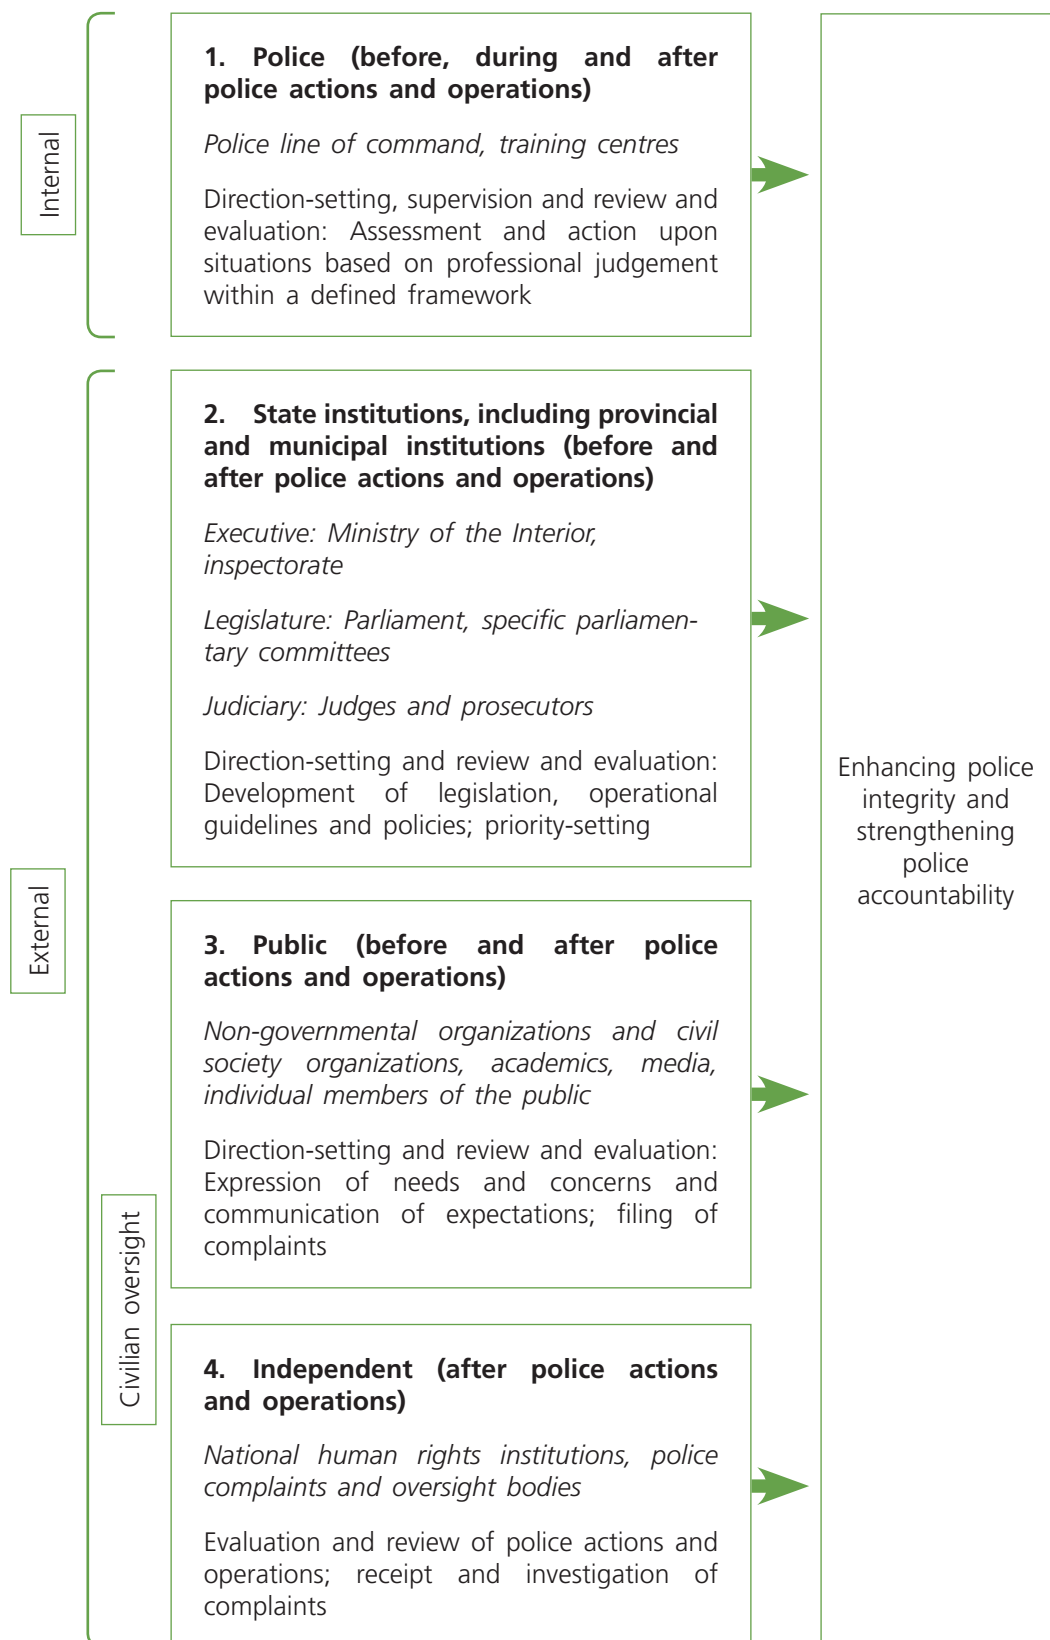 Internal
1. Police (before, during and after
police actions and operations)
Police line of command, training centres
Direction-setting, supervision and review and
evaluation: Assessment and action upon
situations based on professional judgement
within a defined framework
External
2. State institutions, including provincial
and municipal institutions (before and
after police actions and operations)
Executive: Ministry of the Interior,
inspectorate
Legislature: Parliament, specific parliamen-
tary committees
Judiciary: Judges and prosecutors
Direction-setting and review and evaluation:
Development of legislation, operational
guidelines and policies; priority-setting
Civilian oversight
3. Public (before and after police
actions and operations)
Non-governmental organizations and civil
society organizations, academics, media,
individual members of the public
Direction-setting and review and evaluation:
Expression of needs and concerns and
communication of expectations; filing of
complaints
4. Independent (after police actions
and operations)
National human rights institutions, police
complaints and oversight bodies
Evaluation and review of police actions and
operations; receipt and investigation of
complaints
Enhancing police
integrity and
strengthening
police
accountability